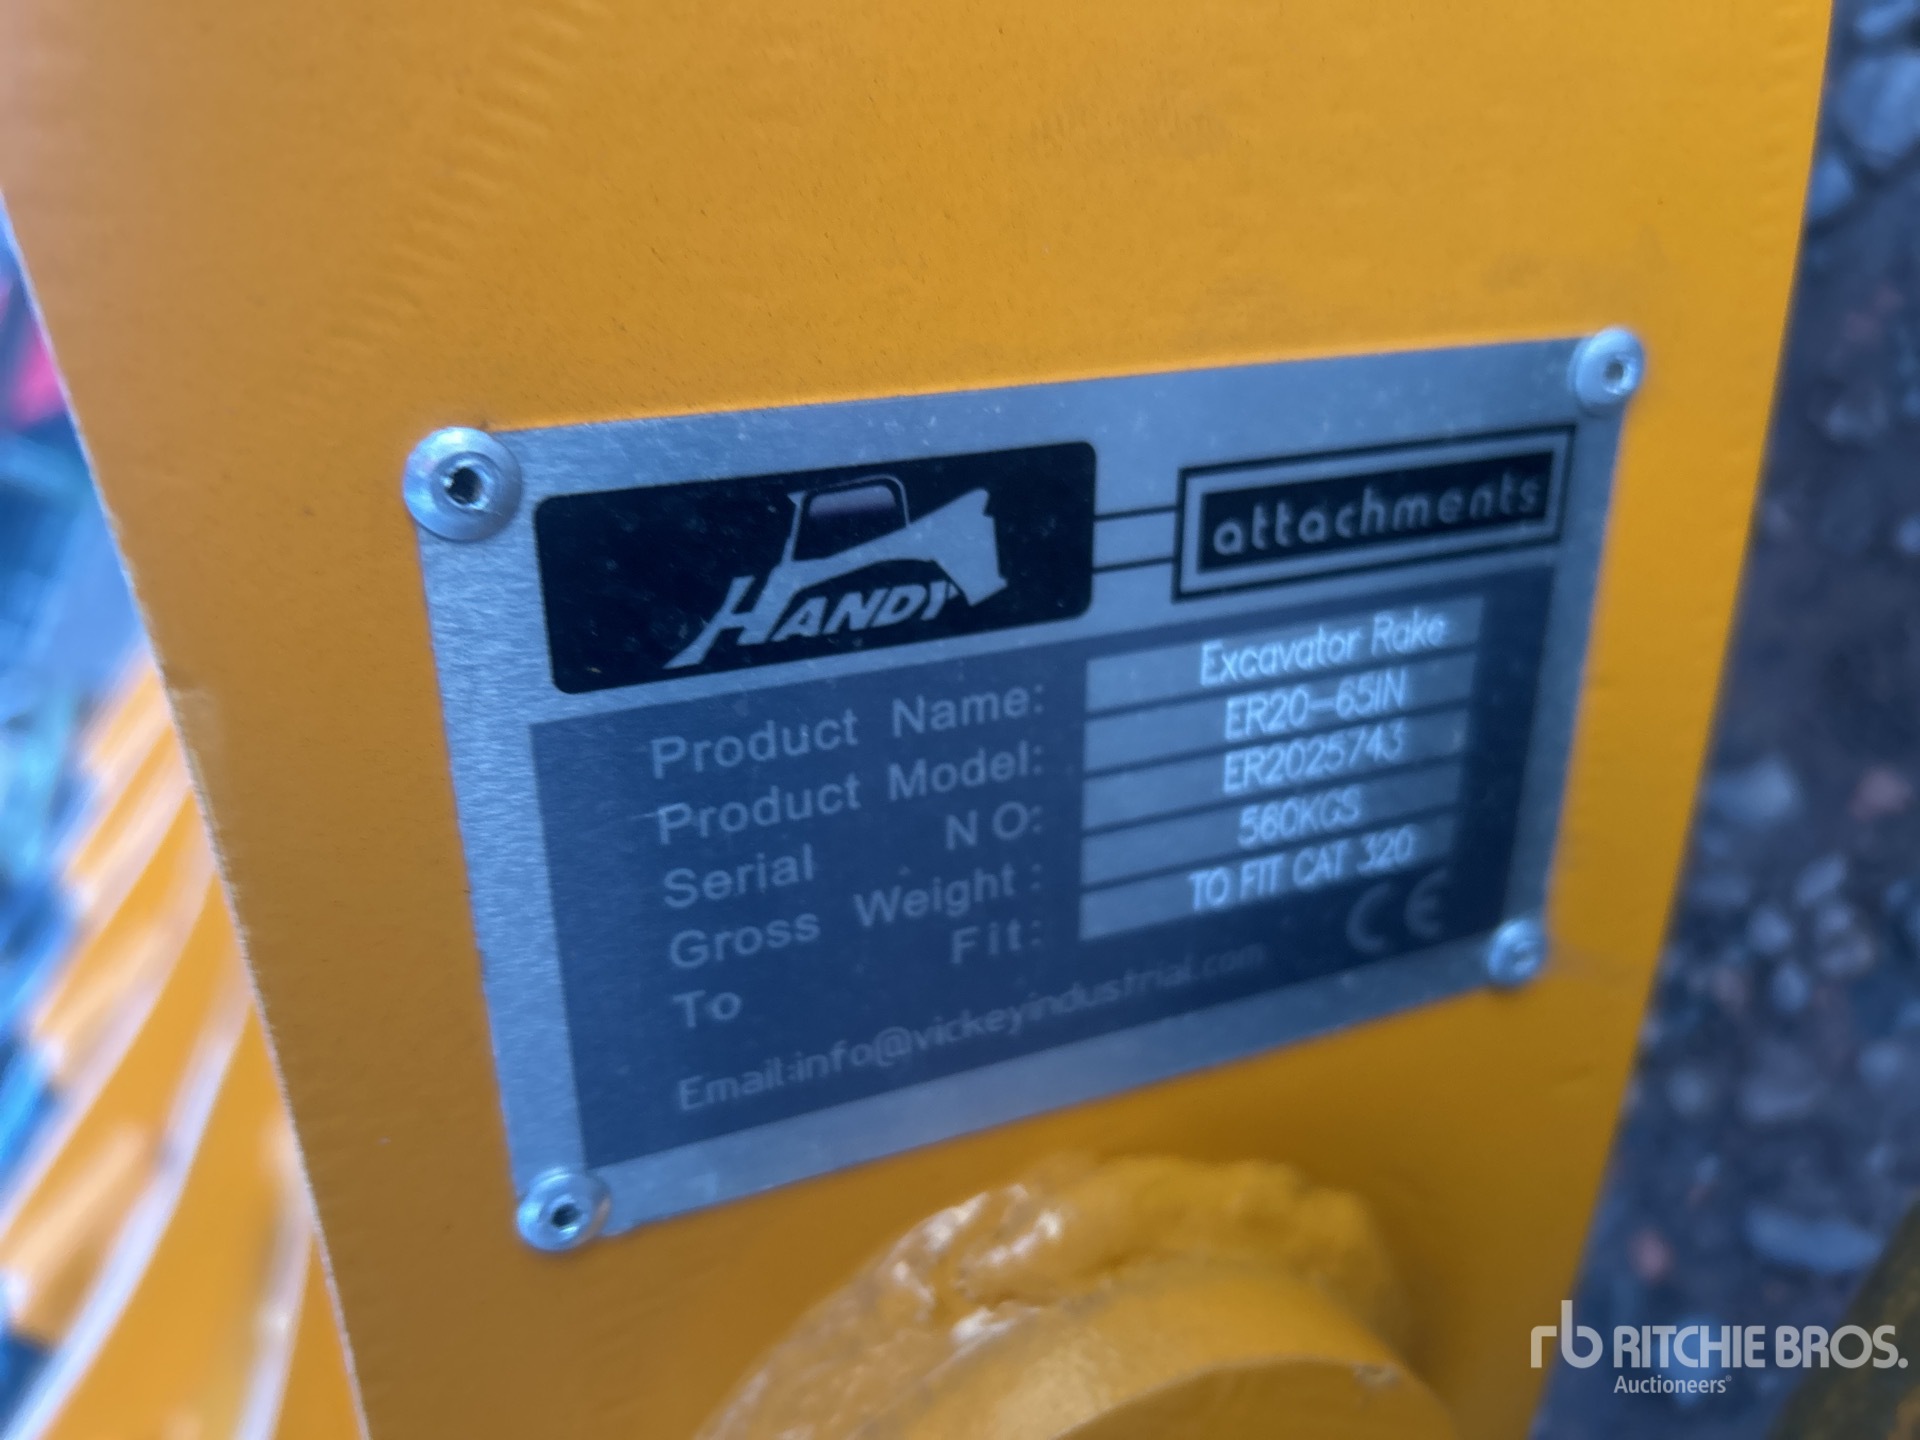 HANDY
attachments
Product Name: Excavator Rake
Product Model: ER20-65IN
Serial NO: ER2025743
Gross Weight: 560KGS
To Fit: TO FIT CAT 320
Email:info@vickeyindustrial.com
CE
rb RITCHIE BROS.
Auctioneers®